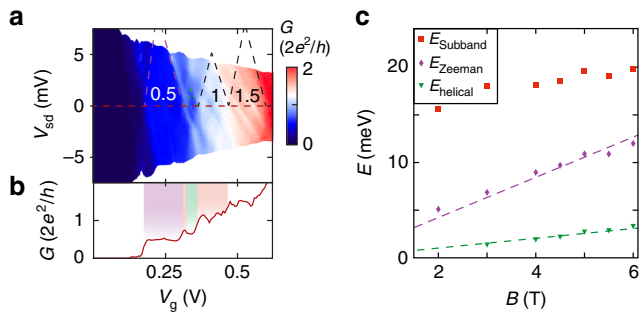 a
G
(2e²/h)
5
2
V_sd (mV)
0
0.5
1
1.5
0
−5
b
G (2e²/h)
1
0
0.25
0.5
V_g (V)
c
E_Subband
E_Zeeman
E_helical
20
E (meV)
10
0
2
4
6
B (T)